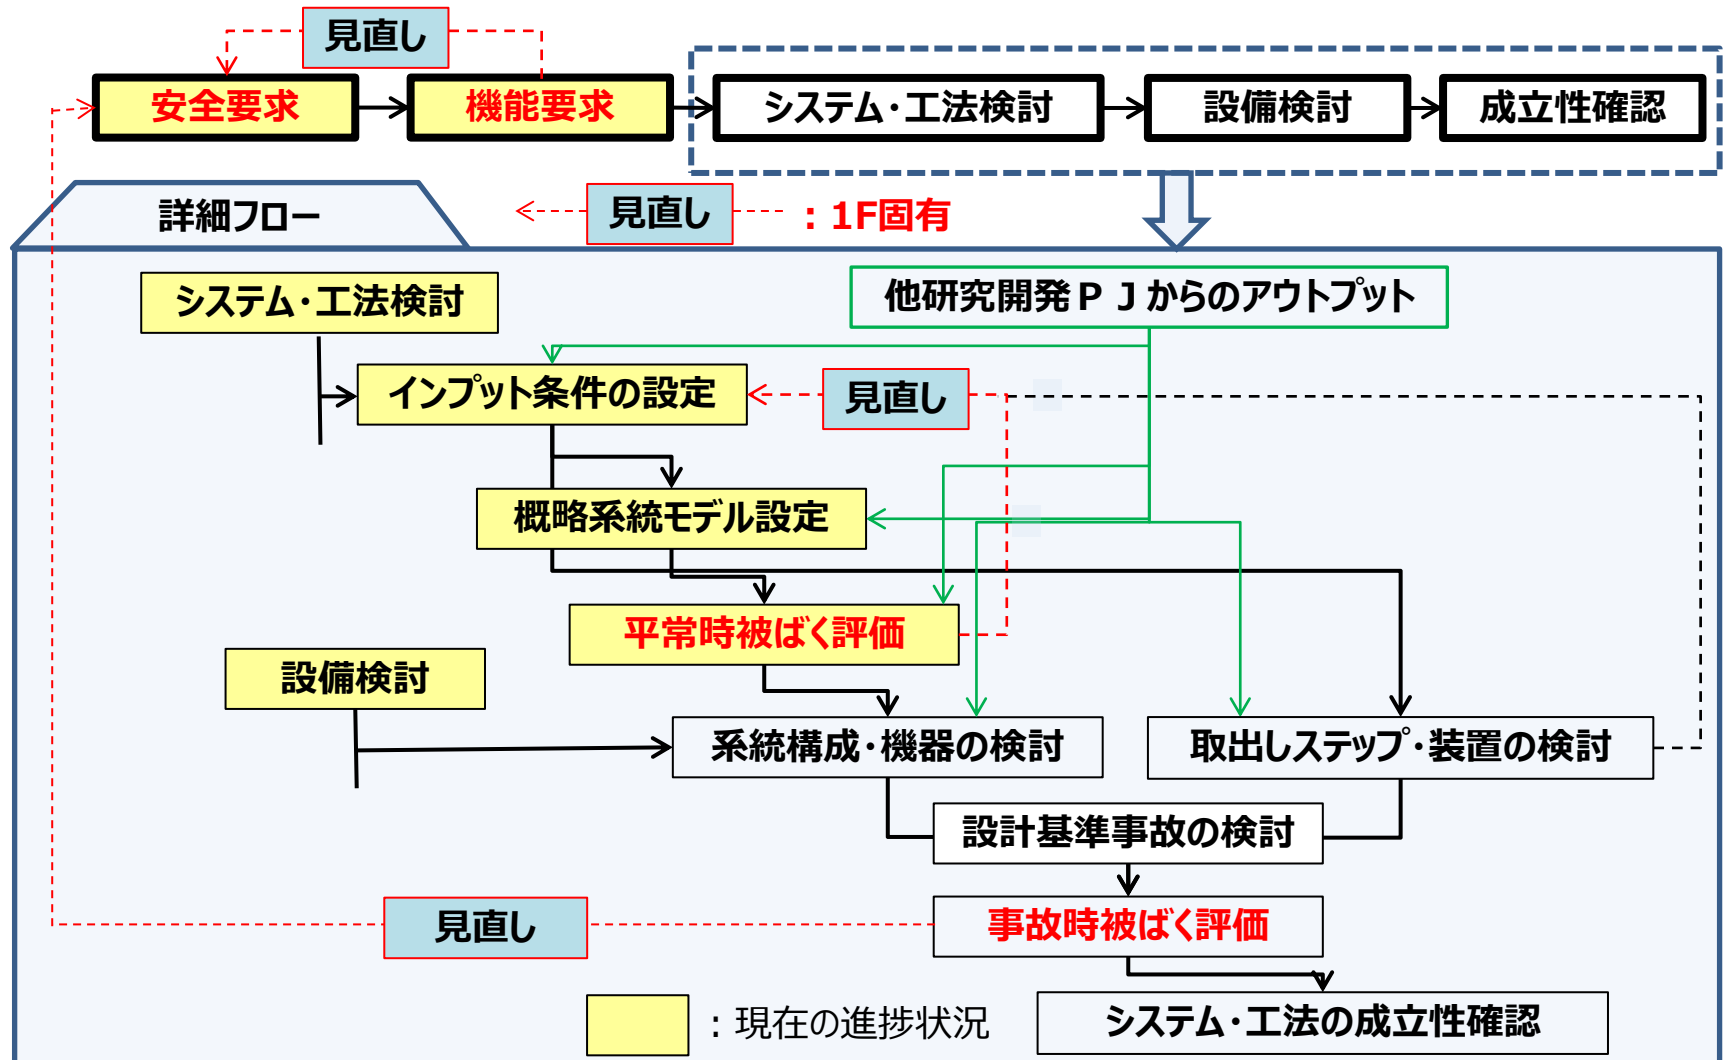 見直し
安全要求
機能要求
システム・工法検討
設備検討
成立性確認
詳細フロー
見直し
：1F固有
システム・工法検討
他研究開発ＰＪからのアウトプット
インプット条件の設定
見直し
概略系統モデル設定
平常時被ばく評価
設備検討
系統構成・機器の検討
取出しステップ・装置の検討
設計基準事故の検討
見直し
事故時被ばく評価
：現在の進捗状況
システム・工法の成立性確認